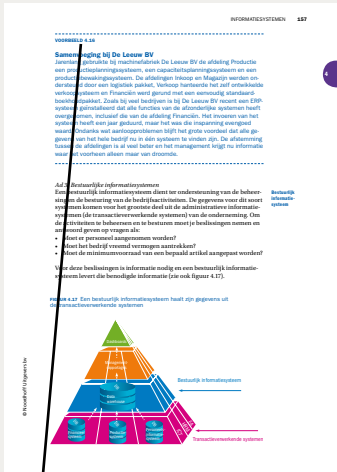 INFORMATIESYSTEMEN 157
4
VOORBEELD 4.16
Samenvoeging bij De Leeuw BV
Jarenlang gebruikte bij machinefabriek De Leeuw BV de afdeling Productie
een productieplanningsysteem, een capaciteitsplanningsysteem en een
productbewakingsysteem. De afdelingen Inkoop en Magazijn werden on-
dersteund door een logistiek pakket, Verkoop hanteerde het zelf ontwikkelde
verkoopsysteem en Financiën werd gerund met een eenvoudig standaard-
boekhoudpakket. Zoals bij veel bedrijven is bij De Leeuw BV recent een ERP-
systeem geïnstalleerd dat alle functies van de afzonderlijke systemen heeft
overgenomen, inclusief die van de afdeling Financiën. Het invoeren van het
systeem heeft een jaar geduurd, maar het was die inspanning overigens
waard. Ondanks wat aanloopproblemen blijft het grote voordeel dat alle ge-
gevens van het hele bedrijf nu in één systeem te vinden zijn. De afstemming
tussen de afdelingen is al veel beter en het management krijgt nu informatie
waar het voorheen alleen maar van droomde.
Ad 3 Bestuurlijke informatiesystemen
Een bestuurlijk informatiesysteem dient ter ondersteuning van de beheer-
sing en de besturing van de bedrijfsactiviteiten. De gegevens voor dit soort
systemen komen voor het grootste deel uit de administratieve informatie-
systemen (de transactieverwerkende systemen) van de onderneming. Om
de activiteiten te beheersen en te besturen moet je beslissingen nemen en
antwoord geven op vragen als:
• Moet er personeel aangenomen worden?
• Moet het bedrijf vreemd vermogen aantrekken?
• Moet de minimumvoorraad van een bepaald artikel aangepast worden?
Bestuurlijk
informatie-
systeem
Voor deze beslissingen is informatie nodig en een bestuurlijk informatie-
systeem levert die benodigde informatie (zie ook figuur 4.17).
FIGUUR 4.17 Een bestuurlijk informatiesysteem haalt zijn gegevens uit
de transactieverwerkende systemen
Bestuurlijk informatiesysteem
Transactieverwerkende systemen
© Noordhoff Uitgevers bv